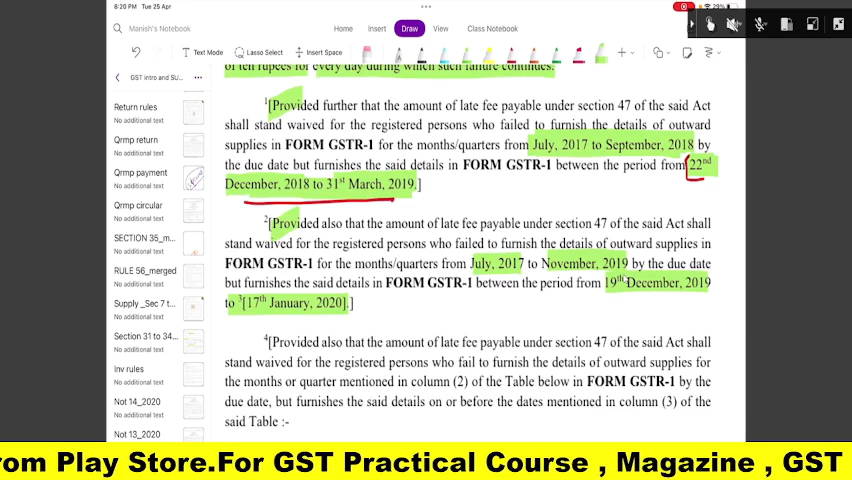 8:20 PM Tue 25 Apr
29%
Manish's Notebook
Home Insert Draw View Class Notebook
Text Mode Lasso Select Insert Space
GST intro and SU...
No additional text
Return rules
No additional text
Qrmp return
No additional text
Qrmp payment
No additional text
Qrmp circular
No additional text
SECTION 35_m...
No additional text
RULE 56_merged
No additional text
Supply _Sec 7 t...
No additional text
Section 31 to 34...
No additional text
Inv rules
No additional text
Not 14_2020
No additional text
Not 13_2020
of ten rupees for every day during which such failure continues.
1[Provided further that the amount of late fee payable under section 47 of the said Act
shall stand waived for the registered persons who failed to furnish the details of outward
supplies in FORM GSTR-1 for the months/quarters from July, 2017 to September, 2018 by
the due date but furnishes the said details in FORM GSTR-1 between the period from 22nd
December, 2018 to 31st March, 2019.]
2[Provided also that the amount of late fee payable under section 47 of the said Act shall
stand waived for the registered persons who failed to furnish the details of outward supplies in
FORM GSTR-1 for the months/quarters from July, 2017 to November, 2019 by the due date
but furnishes the said details in FORM GSTR-1 between the period from 19th December, 2019
to 3[17th January, 2020].]
4[Provided also that the amount of late fee payable under section 47 of the said Act shall
stand waived for the registered persons who fail to furnish the details of outward supplies for
the months or quarter mentioned in column (2) of the Table below in FORM GSTR-1 by the
due date, but furnishes the said details on or before the dates mentioned in column (3) of the
said Table :-
rom Play Store.For GST Practical Course , Magazine , GST